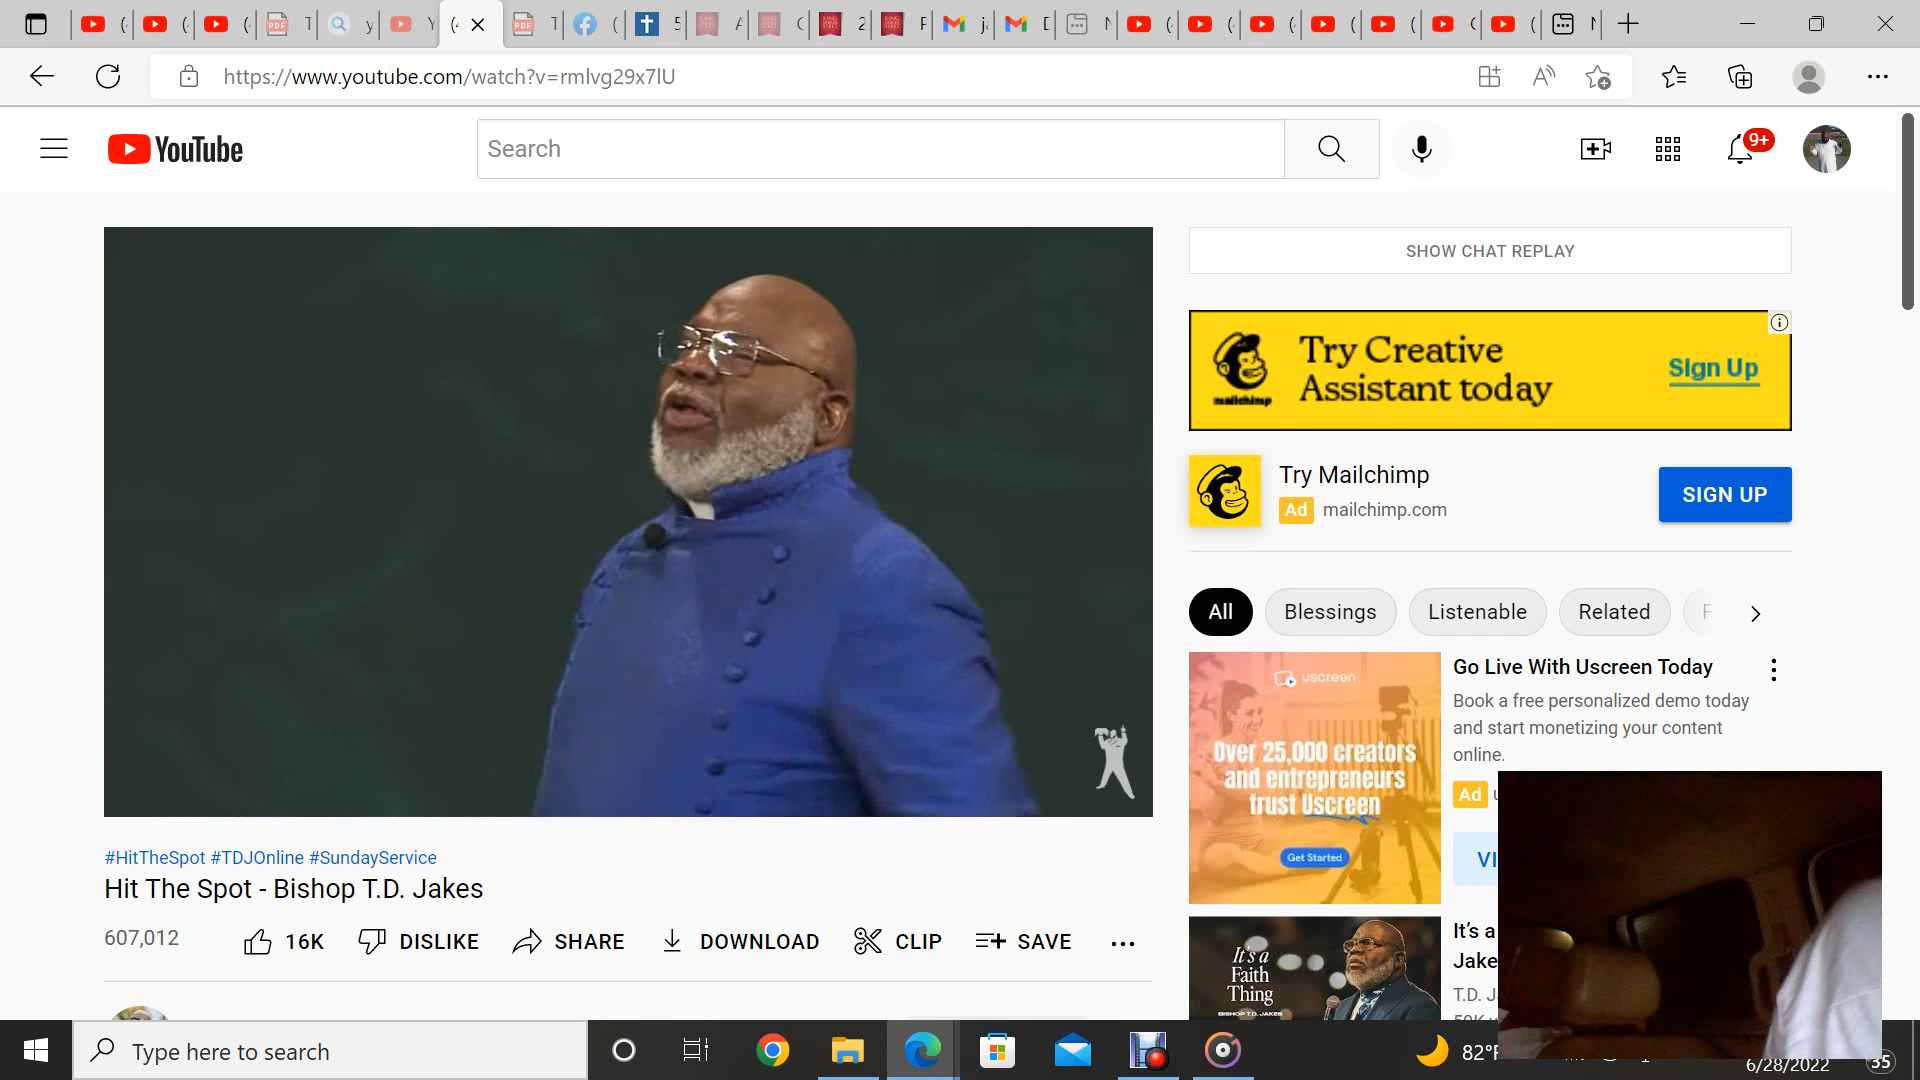 https://www.youtube.com/watch?v=rmlvg29x7lU
YouTube
Search
9+
SHOW CHAT REPLAY
Try Creative
Assistant today
Sign Up
mailchimp
Try Mailchimp
Ad mailchimp.com
SIGN UP
All Blessings Listenable Related F
uscreen
Over 25,000 creators
and entrepreneurs
trust Uscreen
Get Started
Go Live With Uscreen Today
Book a free personalized demo today
and start monetizing your content
online.
Ad
VI
#HitTheSpot #TDJOnline #SundayService
Hit The Spot - Bishop T.D. Jakes
607,012
16K DISLIKE SHARE DOWNLOAD CLIP SAVE
It's a
Faith
Thing
BISHOP T.D. JAKES
It's a
Jake
T.D. J
Type here to search
82°F
6/28/2022
35